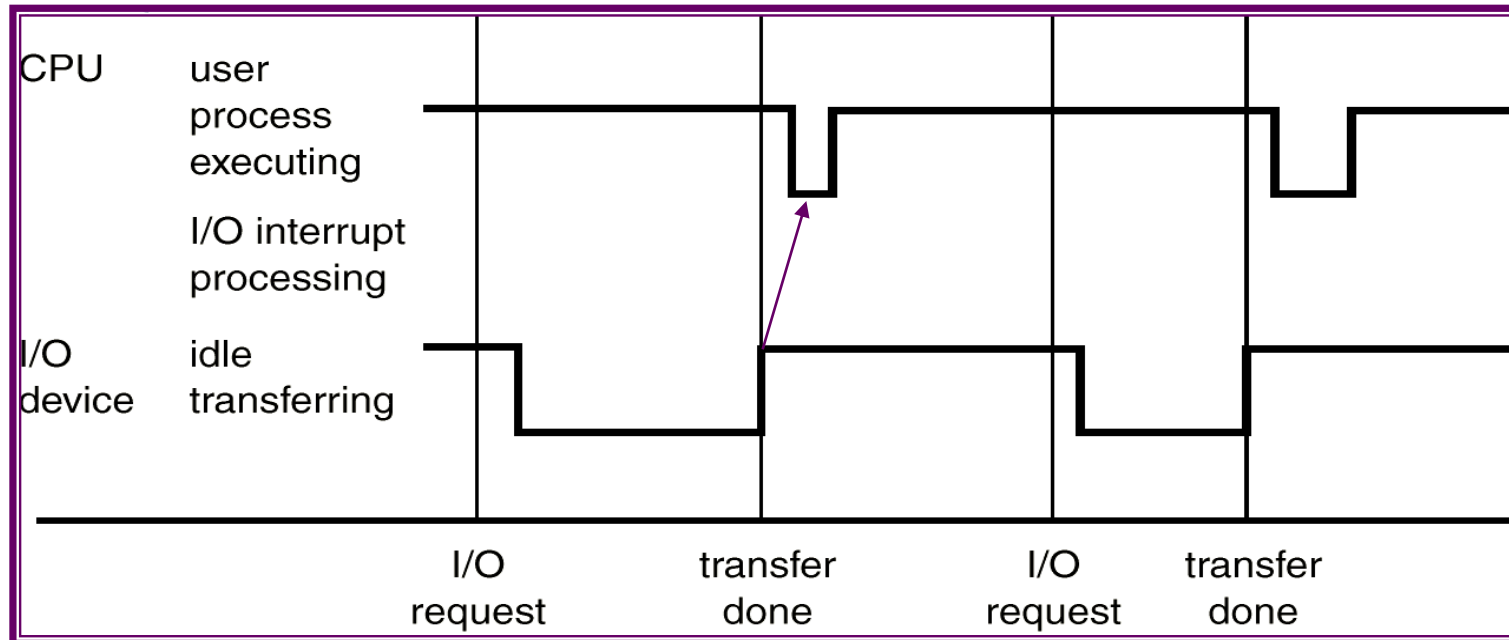 CPU user
process
executing
I/O interrupt
processing
I/O idle
device transferring
I/O transfer I/O transfer
request done request done